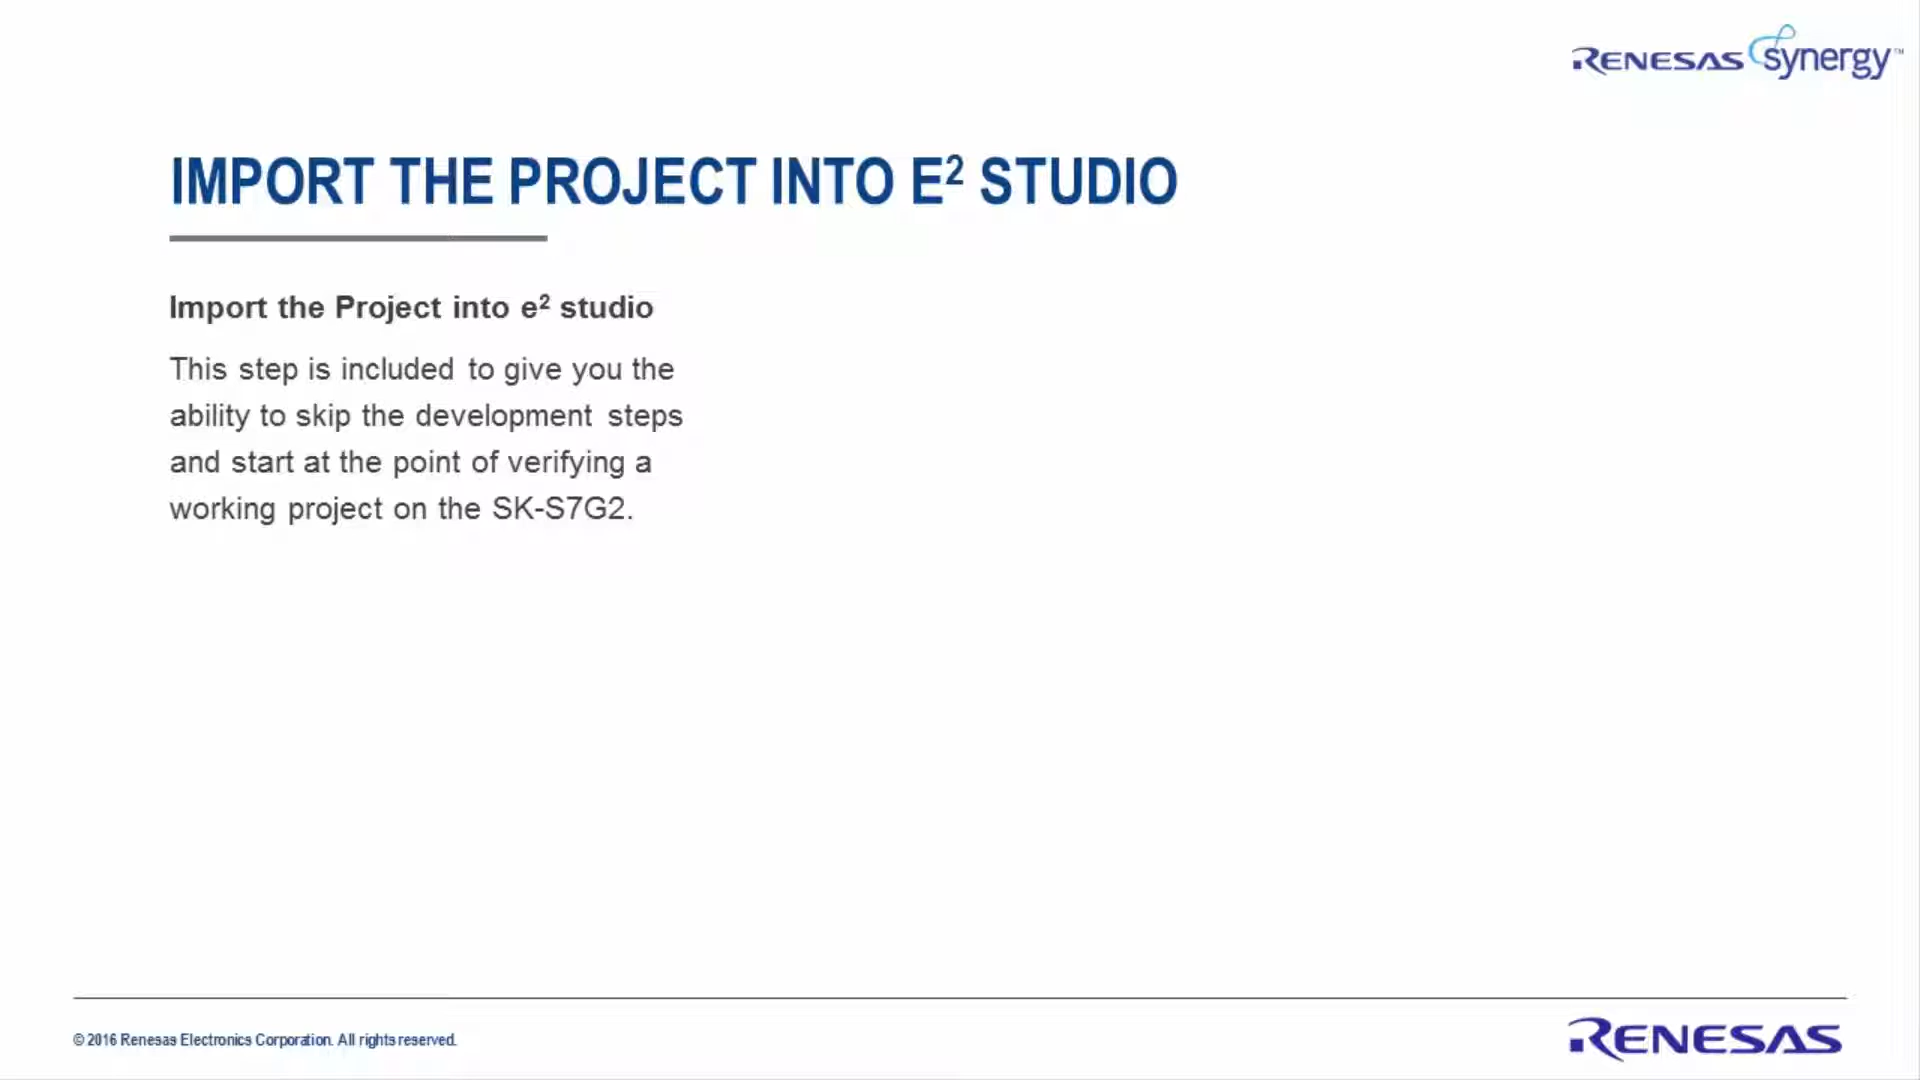 RENESAS synergy™
IMPORT THE PROJECT INTO E² STUDIO
Import the Project into e² studio
This step is included to give you the
ability to skip the development steps
and start at the point of verifying a
working project on the SK-S7G2.
© 2016 Renesas Electronics Corporation. All rights reserved.
RENESAS